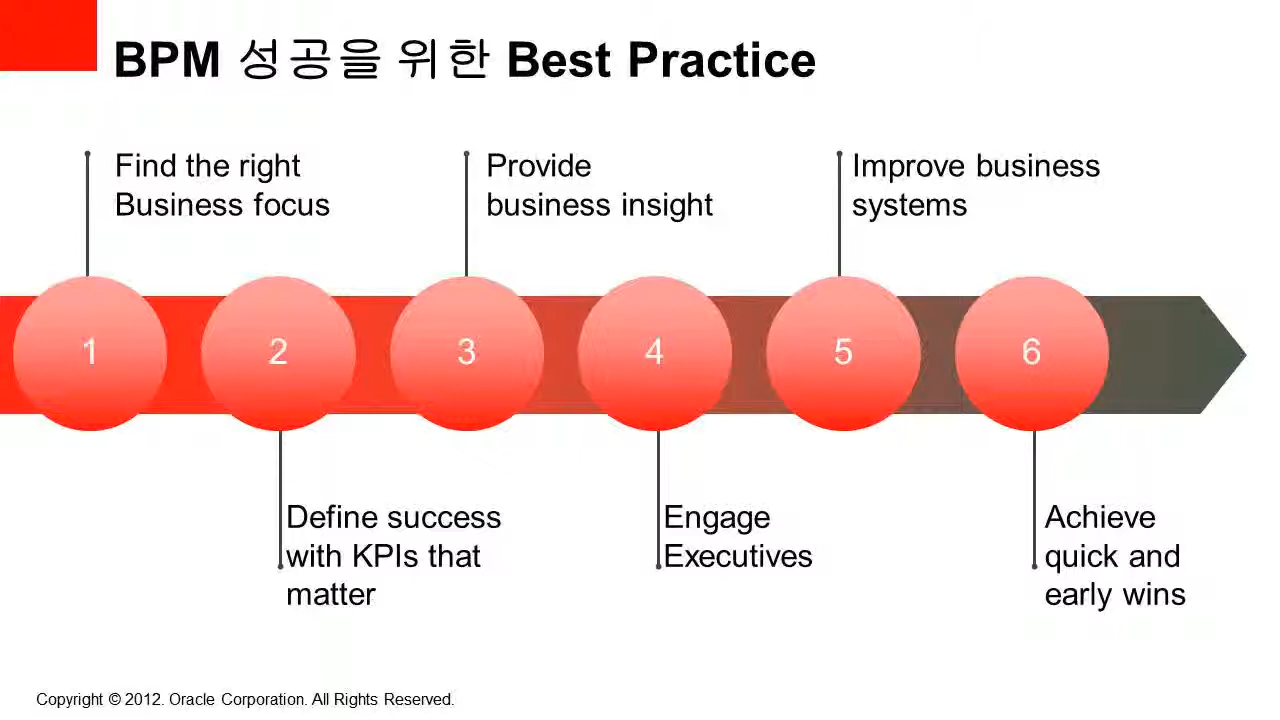 BPM 성공을 위한 Best Practice
Find the right
Business focus
Provide
business insight
Improve business
systems
1
2
3
4
5
6
Define success
with KPIs that
matter
Engage
Executives
Achieve
quick and
early wins
Copyright © 2012. Oracle Corporation. All Rights Reserved.